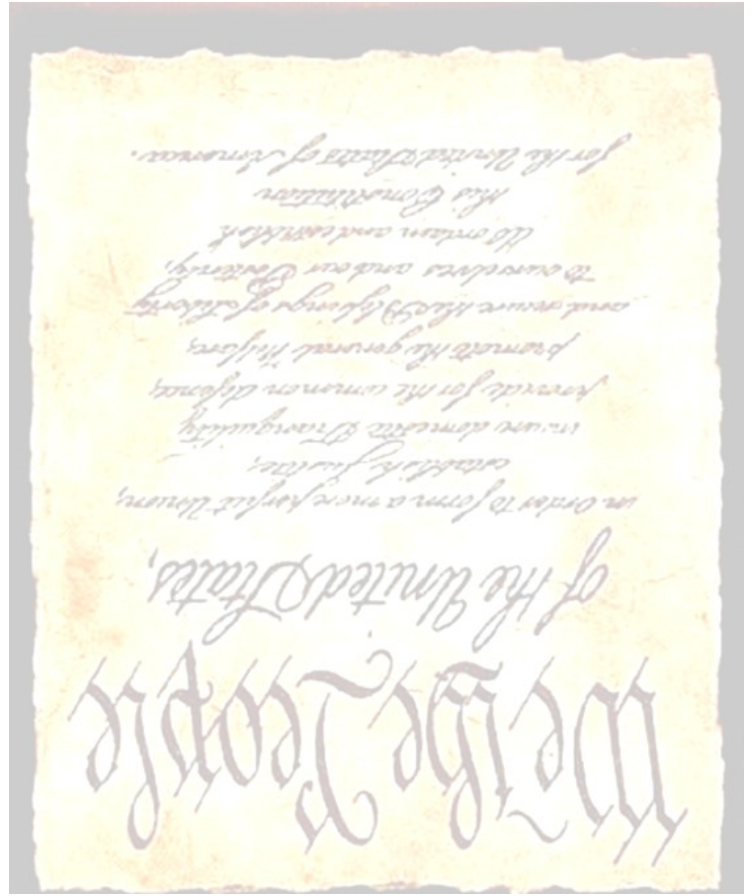 We the People
of the United States,
in Order to form a more perfect Union,
establish Justice,
insure domestic Tranquility
provide for the common defence,
promote the general Welfare,
and secure the Blessings of Liberty
to ourselves and our Posterity,
do ordain and establish
this Constitution
for the United States of America.